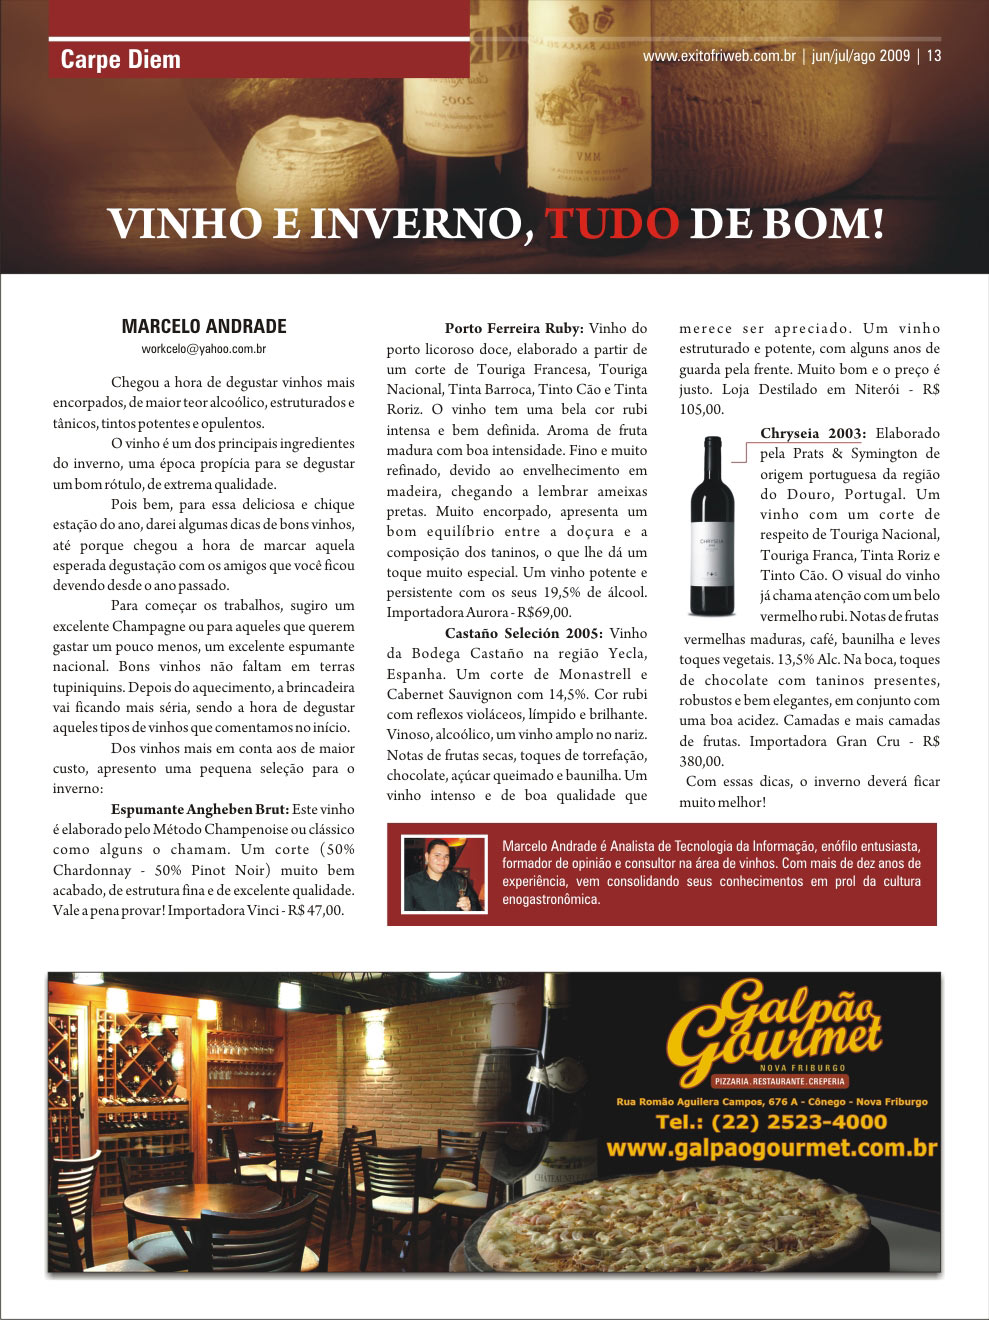 Carpe Diem
www.exitofriweb.com.br | jun/jul/ago 2009 | 13
2005
VMM
VINHO E INVERNO, TUDO DE BOM!
MARCELO ANDRADE
workcelo@yahoo.com.br
Chegou a hora de degustar vinhos mais
encorpados, de maior teor alcoólico, estruturados e
tânicos, tintos potentes e opulentos.
O vinho é um dos principais ingredientes
do inverno, uma época propícia para se degustar
um bom rótulo, de extrema qualidade.
Pois bem, para essa deliciosa e chique
estação do ano, darei algumas dicas de bons vinhos,
até porque chegou a hora de marcar aquela
esperada degustação com os amigos que você ficou
devendo desde o ano passado.
Para começar os trabalhos, sugiro um
excelente Champagne ou para aqueles que querem
gastar um pouco menos, um excelente espumante
nacional. Bons vinhos não faltam em terras
tupiniquins. Depois do aquecimento, a brincadeira
vai ficando mais séria, sendo a hora de degustar
aqueles tipos de vinhos que comentamos no início.
Dos vinhos mais em conta aos de maior
custo, apresento uma pequena seleção para o
inverno:
Espumante Angheben Brut: Este vinho
é elaborado pelo Método Champenoise ou clássico
como alguns o chamam. Um corte (50%
Chardonnay - 50% Pinot Noir) muito bem
acabado, de estrutura fina e de excelente qualidade.
Vale a pena provar! Importadora Vinci - R$ 47,00.
Porto Ferreira Ruby: Vinho do
porto licoroso doce, elaborado a partir de
um corte de Touriga Francesa, Touriga
Nacional, Tinta Barroca, Tinto Cão e Tinta
Roriz. O vinho tem uma bela cor rubi
intensa e bem definida. Aroma de fruta
madura com boa intensidade. Fino e muito
refinado, devido ao envelhecimento em
madeira, chegando a lembrar ameixas
pretas. Muito encorpado, apresenta um
bom equilíbrio entre a doçura e a
composição dos taninos, o que lhe dá um
toque muito especial. Um vinho potente e
persistente com os seus 19,5% de álcool.
Importadora Aurora - R$69,00.
Castaño Seleción 2005: Vinho
da Bodega Castaño na região Yecla,
Espanha. Um corte de Monastrell e
Cabernet Sauvignon com 14,5%. Cor rubi
com reflexos violáceos, límpido e brilhante.
Vinoso, alcoólico, um vinho amplo no nariz.
Notas de frutas secas, toques de torrefação,
chocolate, açúcar queimado e baunilha. Um
vinho intenso e de boa qualidade que
merece ser apreciado. Um vinho
estruturado e potente, com alguns anos de
guarda pela frente. Muito bom e o preço é
justo. Loja Destilado em Niterói - R$
105,00.
CHRYSEIA
Chryseia 2003: Elaborado
pela Prats & Symington de
origem portuguesa da região
do Douro, Portugal. Um
vinho com um corte de
respeito de Touriga Nacional,
Touriga Franca, Tinta Roriz e
Tinto Cão. O visual do vinho
já chama atenção com um belo
vermelho rubi. Notas de frutas
vermelhas maduras, café, baunilha e leves
toques vegetais. 13,5% Alc. Na boca, toques
de chocolate com taninos presentes,
robustos e bem elegantes, em conjunto com
uma boa acidez. Camadas e mais camadas
de frutas. Importadora Gran Cru - R$
380,00.
Com essas dicas, o inverno deverá ficar
muito melhor!
Marcelo Andrade é Analista de Tecnologia da Informação, enófilo entusiasta,
formador de opinião e consultor na área de vinhos. Com mais de dez anos de
experiência, vem consolidando seus conhecimentos em prol da cultura
enogastronômica.
Galpão
Gourmet
NOVA FRIBURGO
PIZZARIA. RESTAURANTE. CREPERIA
Rua Romão Aguilera Campos, 676 A - Cônego - Nova Friburgo
Tel.: (22) 2523-4000
www.galpaogourmet.com.br